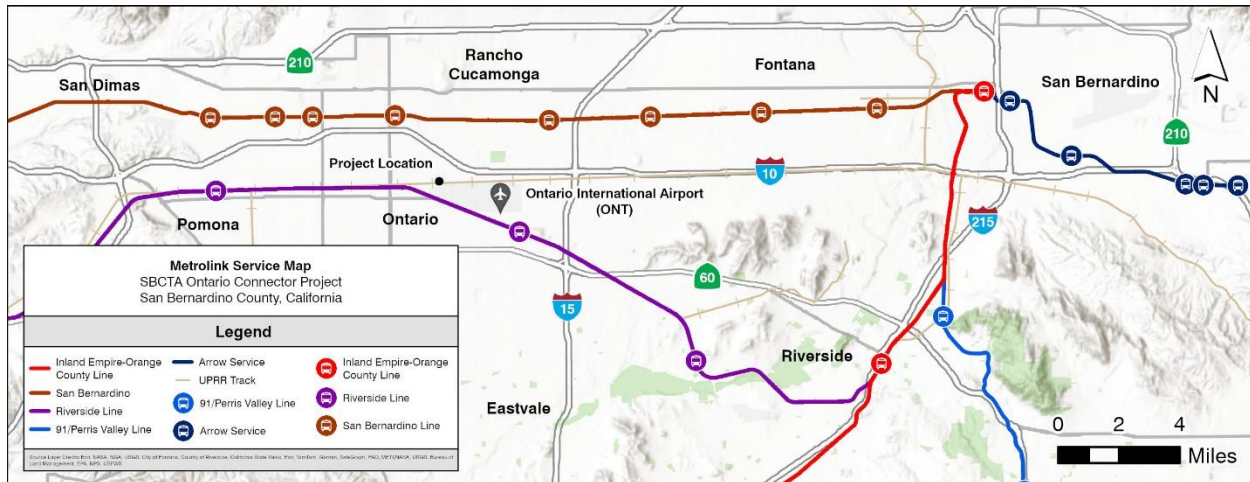 210
Rancho
Cucamonga
Fontana
San Bernardino
N
San Dimas
210
Project Location
10
Ontario International Airport
(ONT)
Pomona
Ontario
215
60
15
Riverside
Eastvale
Metrolink Service Map
SBCTA Ontario Connector Project
San Bernardino County, California
Legend
Inland Empire-Orange
County Line
San Bernardino
Riverside Line
91/Perris Valley Line
Arrow Service
UPRR Track
91/Perris Valley Line
Arrow Service
Inland Empire-Orange
County Line
Riverside Line
San Bernardino Line
0 2 4
Miles